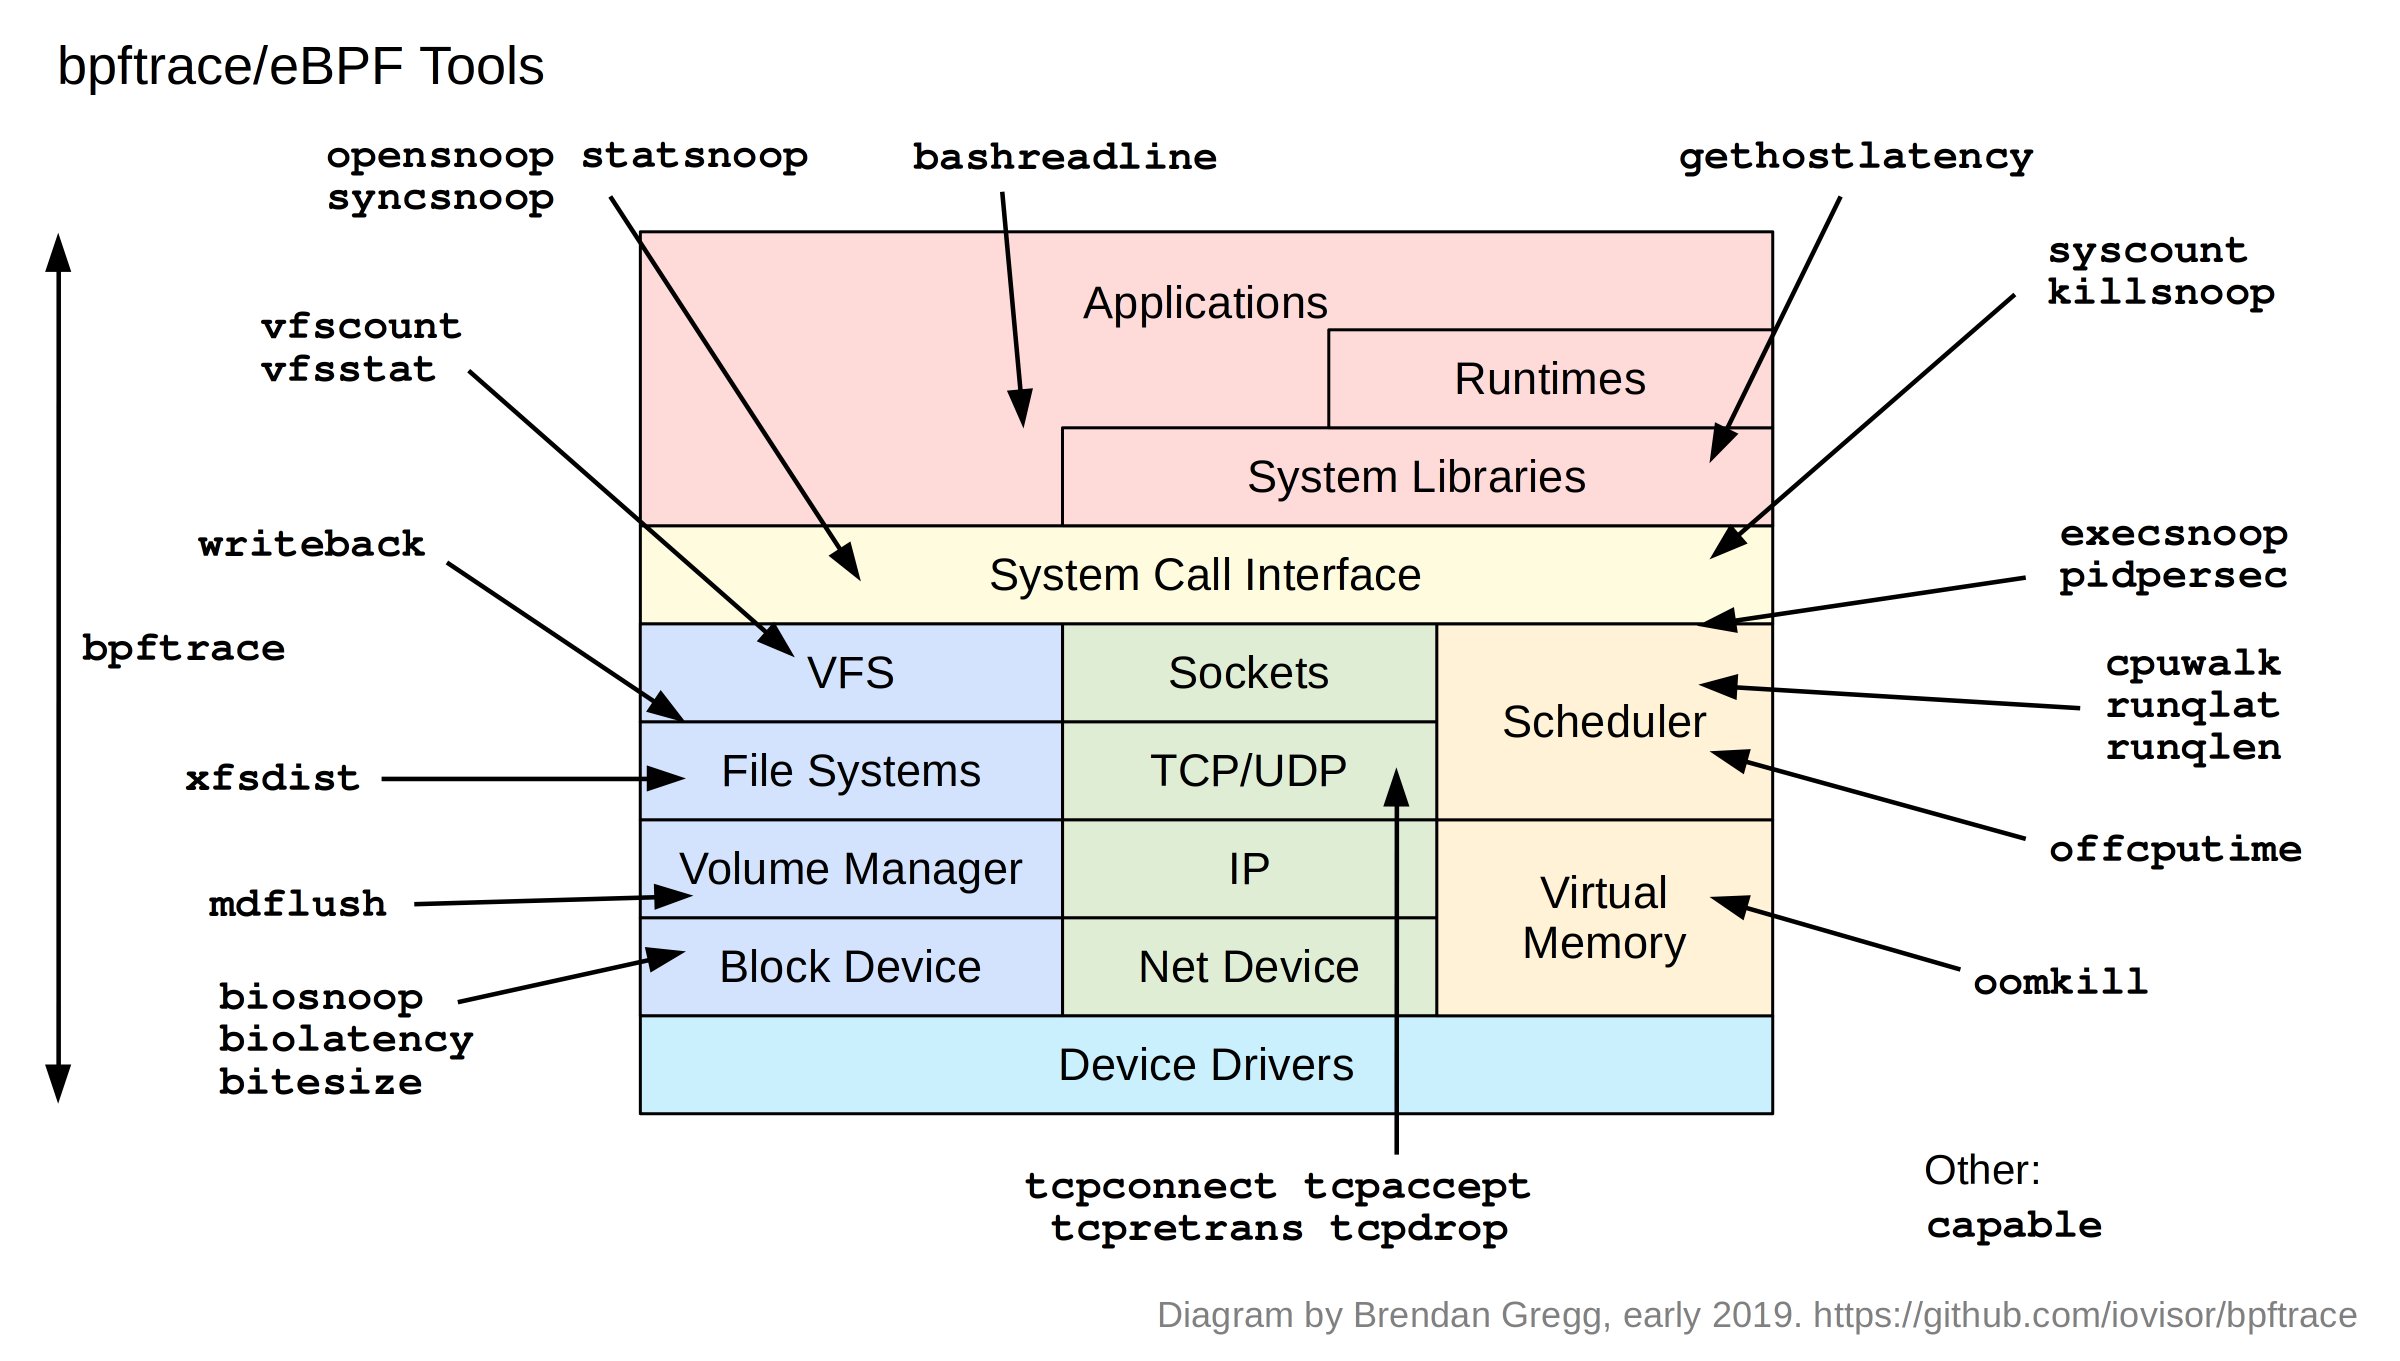 bpftrace/eBPF Tools
opensnoop statsnoop
syncsnoop
bashreadline
gethostlatency
syscount
killsnoop
Applications
vfscount
vfsstat
Runtimes
System Libraries
writeback
System Call Interface
execsnoop
pidpersec
bpftrace
VFS
Sockets
Scheduler
cpuwalk
runqlat
runqlen
xfsdist
File Systems
TCP/UDP
offcputime
mdflush
Volume Manager
IP
Virtual
Memory
biosnoop
biolatency
bitesize
Block Device
Net Device
oomkill
Device Drivers
tcpconnect tcpaccept
tcpretrans tcpdrop
Other:
capable
Diagram by Brendan Gregg, early 2019. https://github.com/iovisor/bpftrace